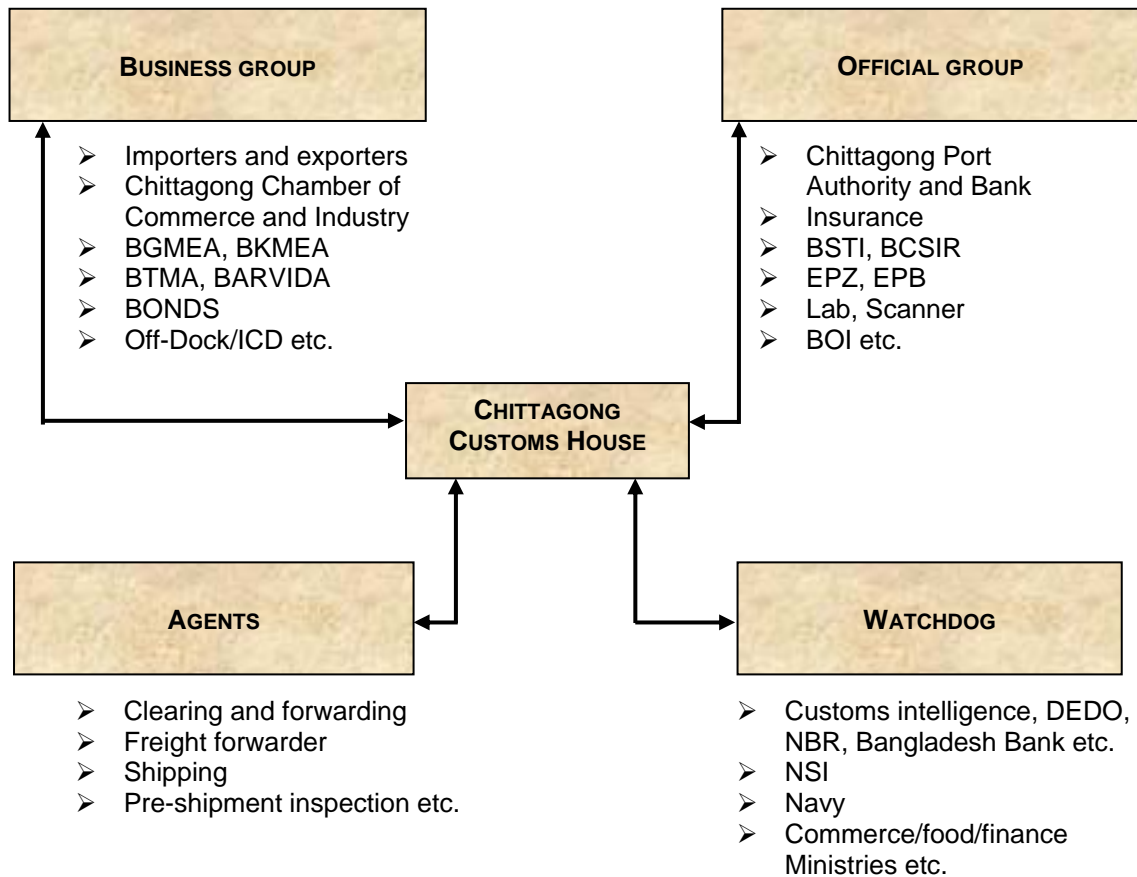 BUSINESS GROUP
➢ Importers and exporters
➢ Chittagong Chamber of
Commerce and Industry
➢ BGMEA, BKMEA
➢ BTMA, BARVIDA
➢ BONDS
➢ Off-Dock/ICD etc.
OFFICIAL GROUP
➢ Chittagong Port
Authority and Bank
➢ Insurance
➢ BSTI, BCSIR
➢ EPZ, EPB
➢ Lab, Scanner
➢ BOI etc.
CHITTAGONG
CUSTOMS HOUSE
AGENTS
➢ Clearing and forwarding
➢ Freight forwarder
➢ Shipping
➢ Pre-shipment inspection etc.
WATCHDOG
➢ Customs intelligence, DEDO,
NBR, Bangladesh Bank etc.
➢ NSI
➢ Navy
➢ Commerce/food/finance
Ministries etc.